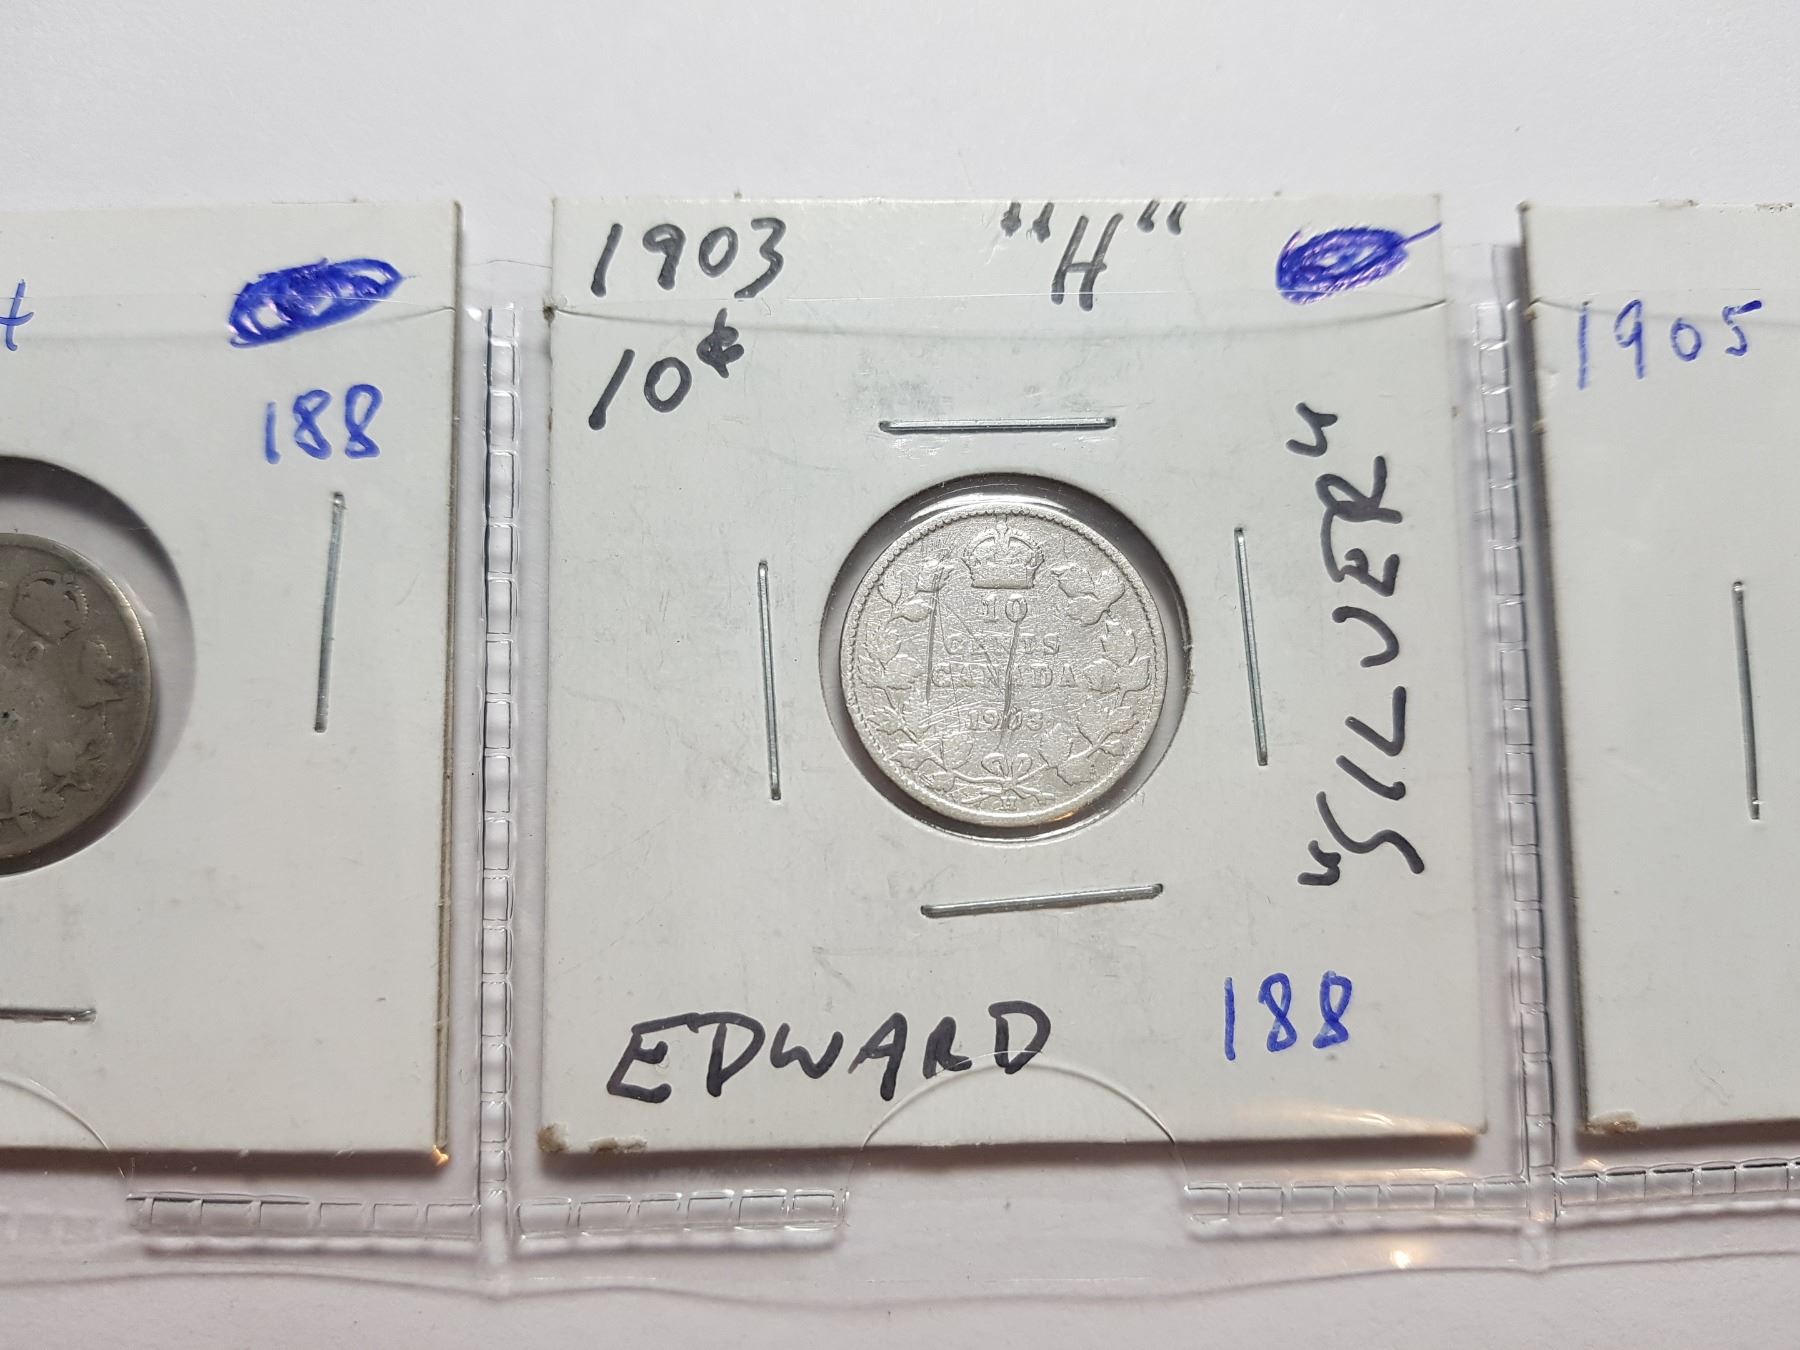 188
1903 "H"
10¢
"SILVER"
10
CENTS
CANADA
1903
H
EDWARD
188
1905